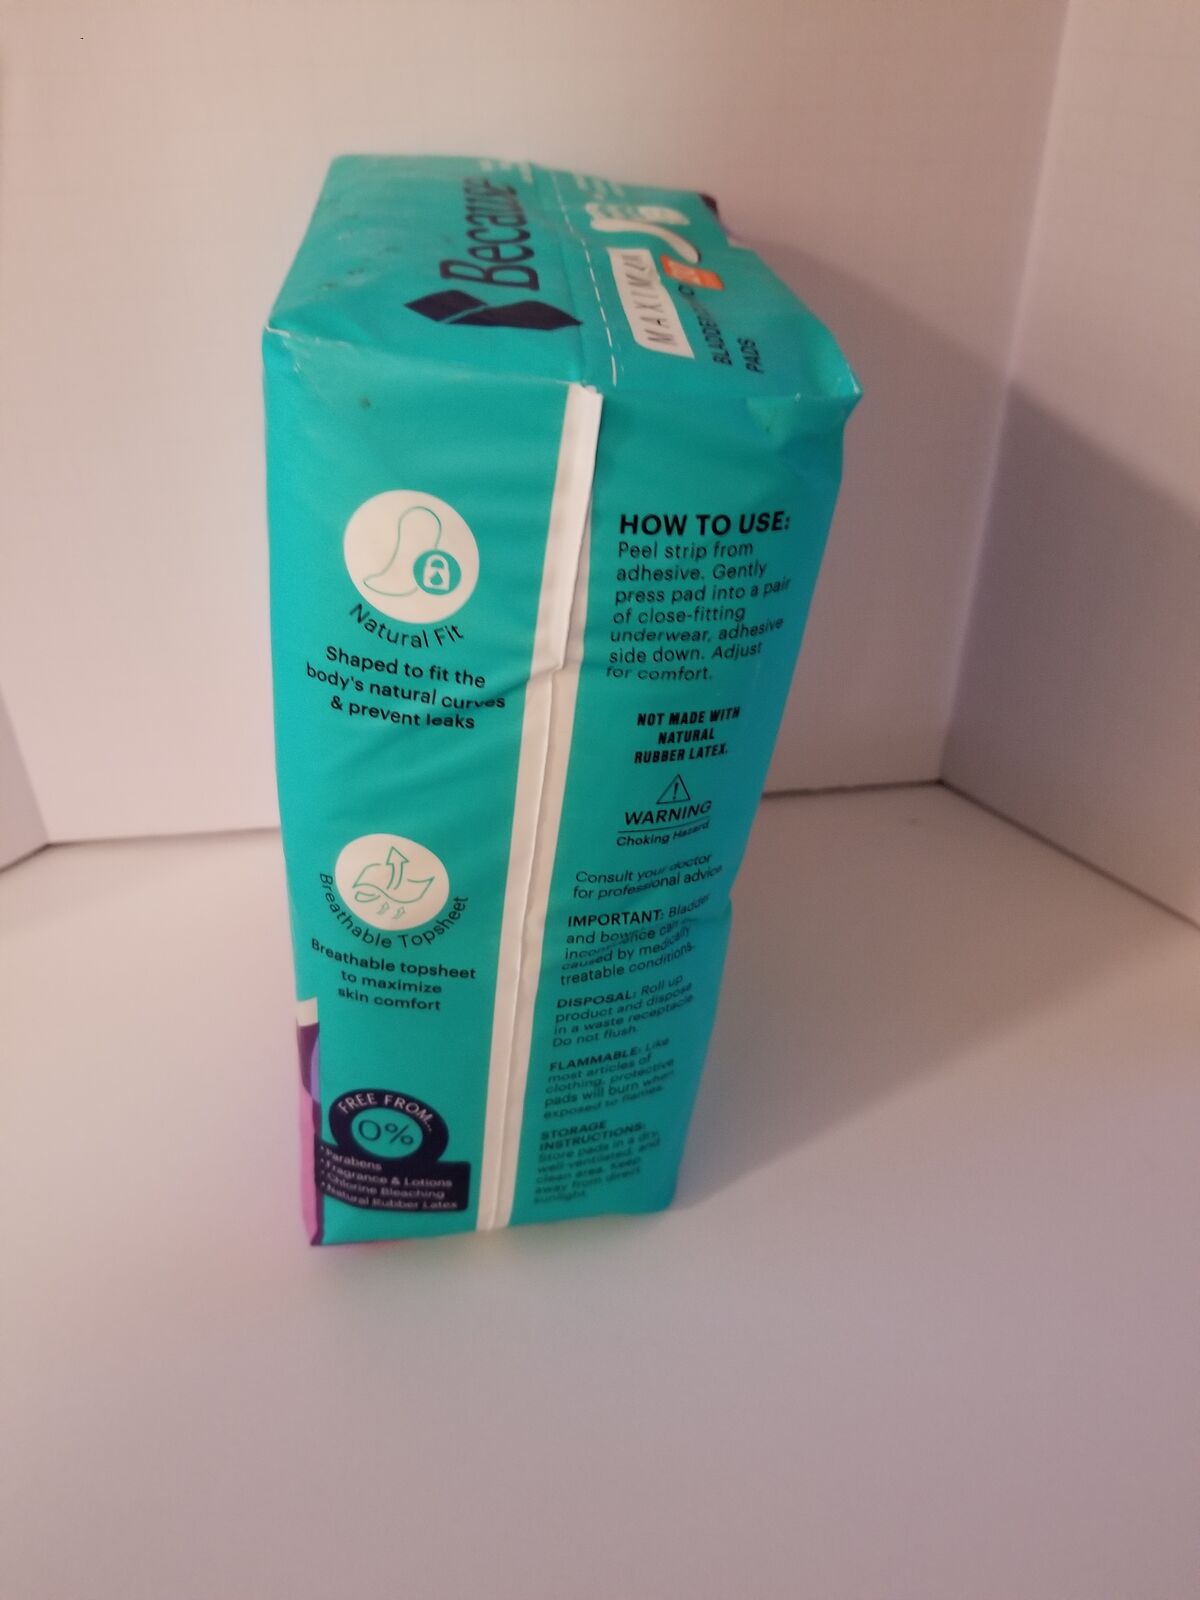 Because
MAXIMUM
BLADDER
PADS
Natural Fit
Shaped to fit the
body's natural curves
& prevent leaks
Breathable Topsheet
Breathable topsheet
to maximize
skin comfort
FREE FROM...
0%
• Parabens
• Fragrance & Lotions
• Chlorine Bleaching
• Natural Rubber Latex
HOW TO USE:
Peel strip from
adhesive. Gently
press pad into a pair
of close-fitting
underwear, adhesive
side down. Adjust
for comfort.
NOT MADE WITH
NATURAL
RUBBER LATEX.
WARNING
Choking Hazard
Consult your doctor
for professional advice
IMPORTANT: Bladder
and bowel
incontinence can
caused by medically
treatable conditions.
DISPOSAL: Roll up
product and dispose
in a waste receptacle
Do not flush.
FLAMMABLE: Like
most articles of
clothing, protective
pads will burn when
exposed to flames.
STORAGE
INSTRUCTIONS:
Store pads in a dry,
well-ventilated, and
clean area. Keep
away from direct
sunlight.